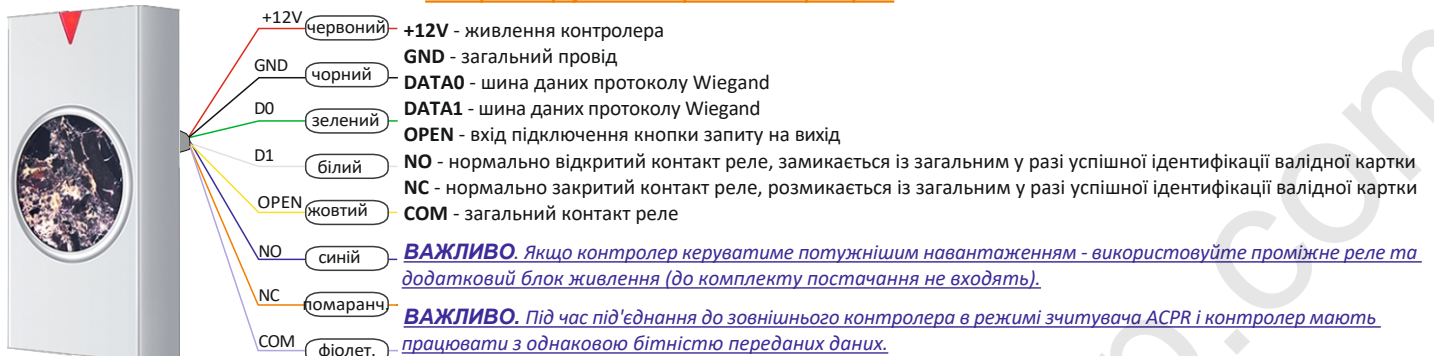 +12V червоний
GND чорний
D0 зелений
D1 білий
OPEN жовтий
NO синій
NC помаранч.
COM фіолет.
+12V - живлення контролера
GND - загальний провід
DATA0 - шина даних протоколу Wiegand
DATA1 - шина даних протоколу Wiegand
OPEN - вхід підключення кнопки запиту на вихід
NO - нормально відкритий контакт реле, замикається із загальним у разі успішної ідентифікації валідної картки
NC - нормально закритий контакт реле, розмикається із загальним у разі успішної ідентифікації валідної картки
COM - загальний контакт реле
ВАЖЛИВО. Якщо контролер керуватиме потужнішим навантаженням - використовуйте проміжне реле та
додатковий блок живлення (до комплекту постачання не входять).
ВАЖЛИВО. Під час під'єднання до зовнішнього контролера в режимі зчитувача ACPR і контролер мають
працювати з однаковою бітністю переданих даних.
p.com